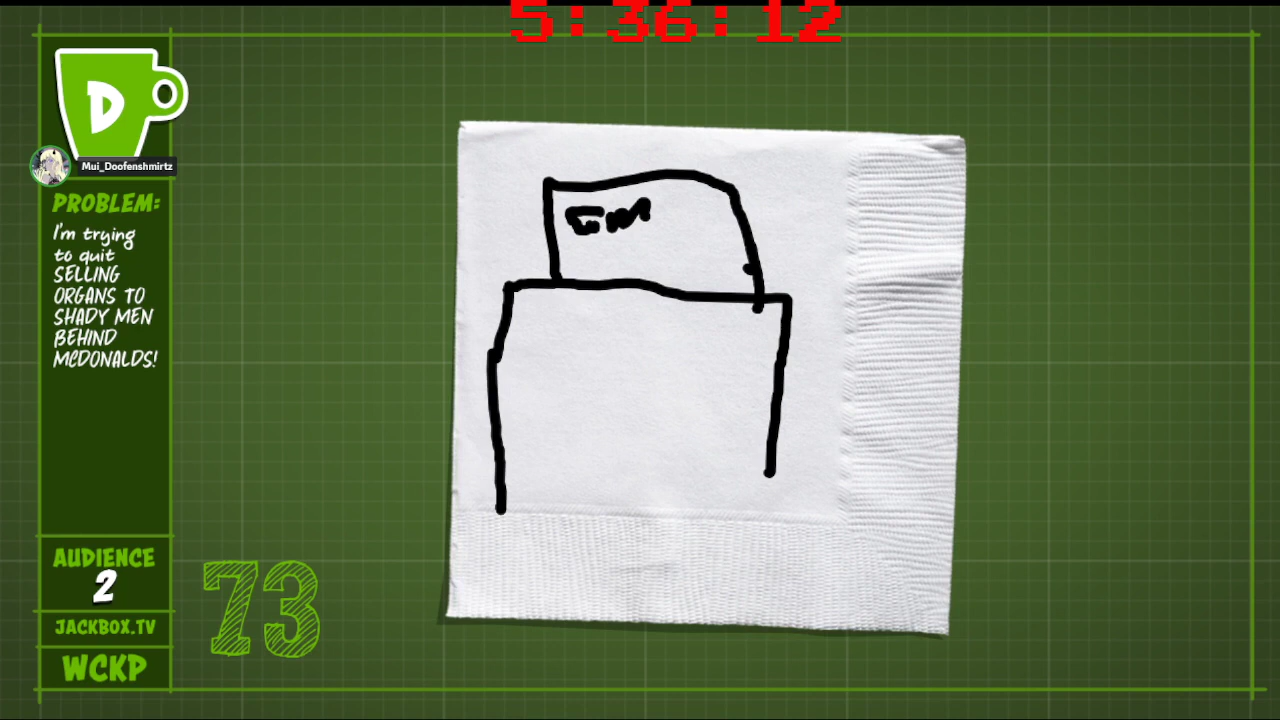 5:36:12
D
Mui_Doofenshmirtz
PROBLEM:
I'm trying
to quit
SELLING
ORGANS TO
SHADY MEN
BEHIND
MCDONALDS!
AUDIENCE
2
73
JACKBOX.TV
WCKP